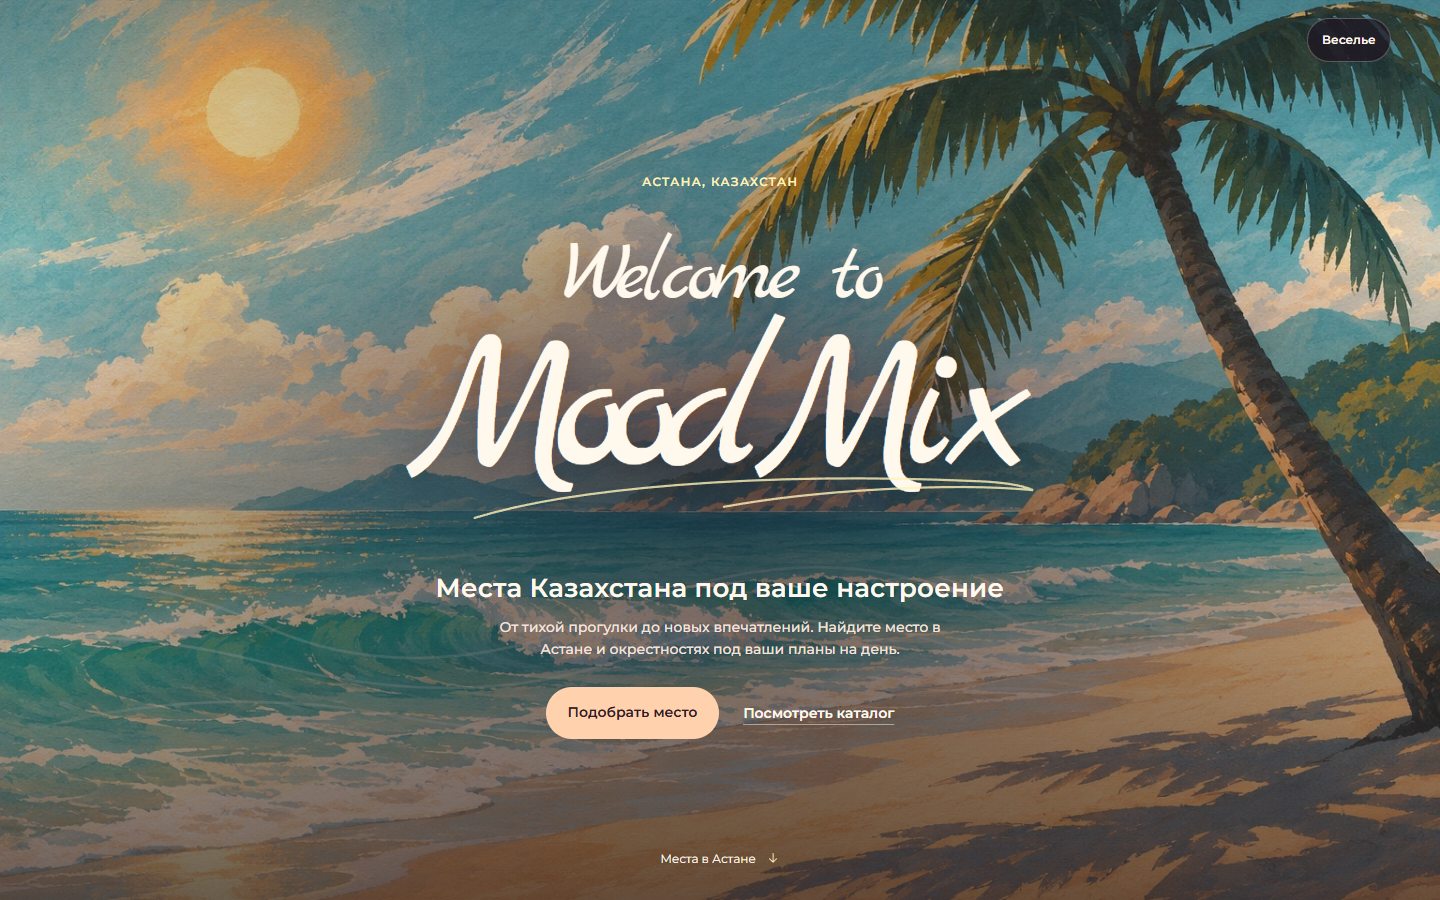 Веселье
АСТАНА, КАЗАХСТАН
Welcome to
Mood Mix
Места Казахстана под ваше настроение
От тихой прогулки до новых впечатлений. Найдите место в
Астане и окрестностях под ваши планы на день.
Подобрать место
Посмотреть каталог
Места в Астане ↓